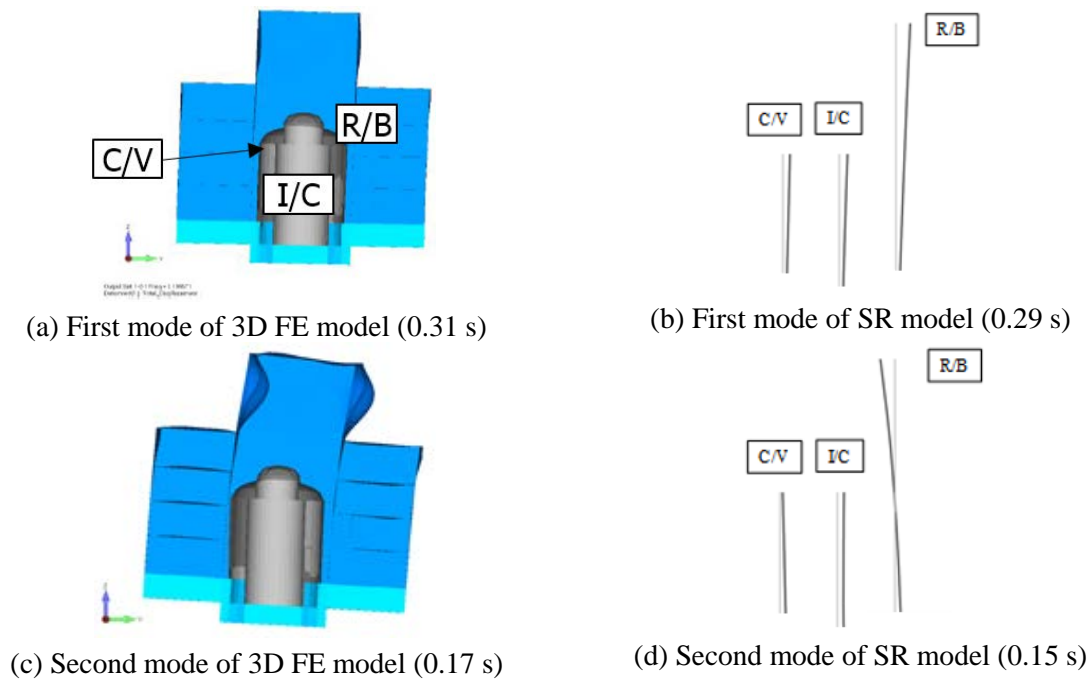 R/B
C/V
I/C
R/B
C/V
I/C
(a) First mode of 3D FE model (0.31 s)
(b) First mode of SR model (0.29 s)
R/B
C/V
I/C
(c) Second mode of 3D FE model (0.17 s)
(d) Second mode of SR model (0.15 s)